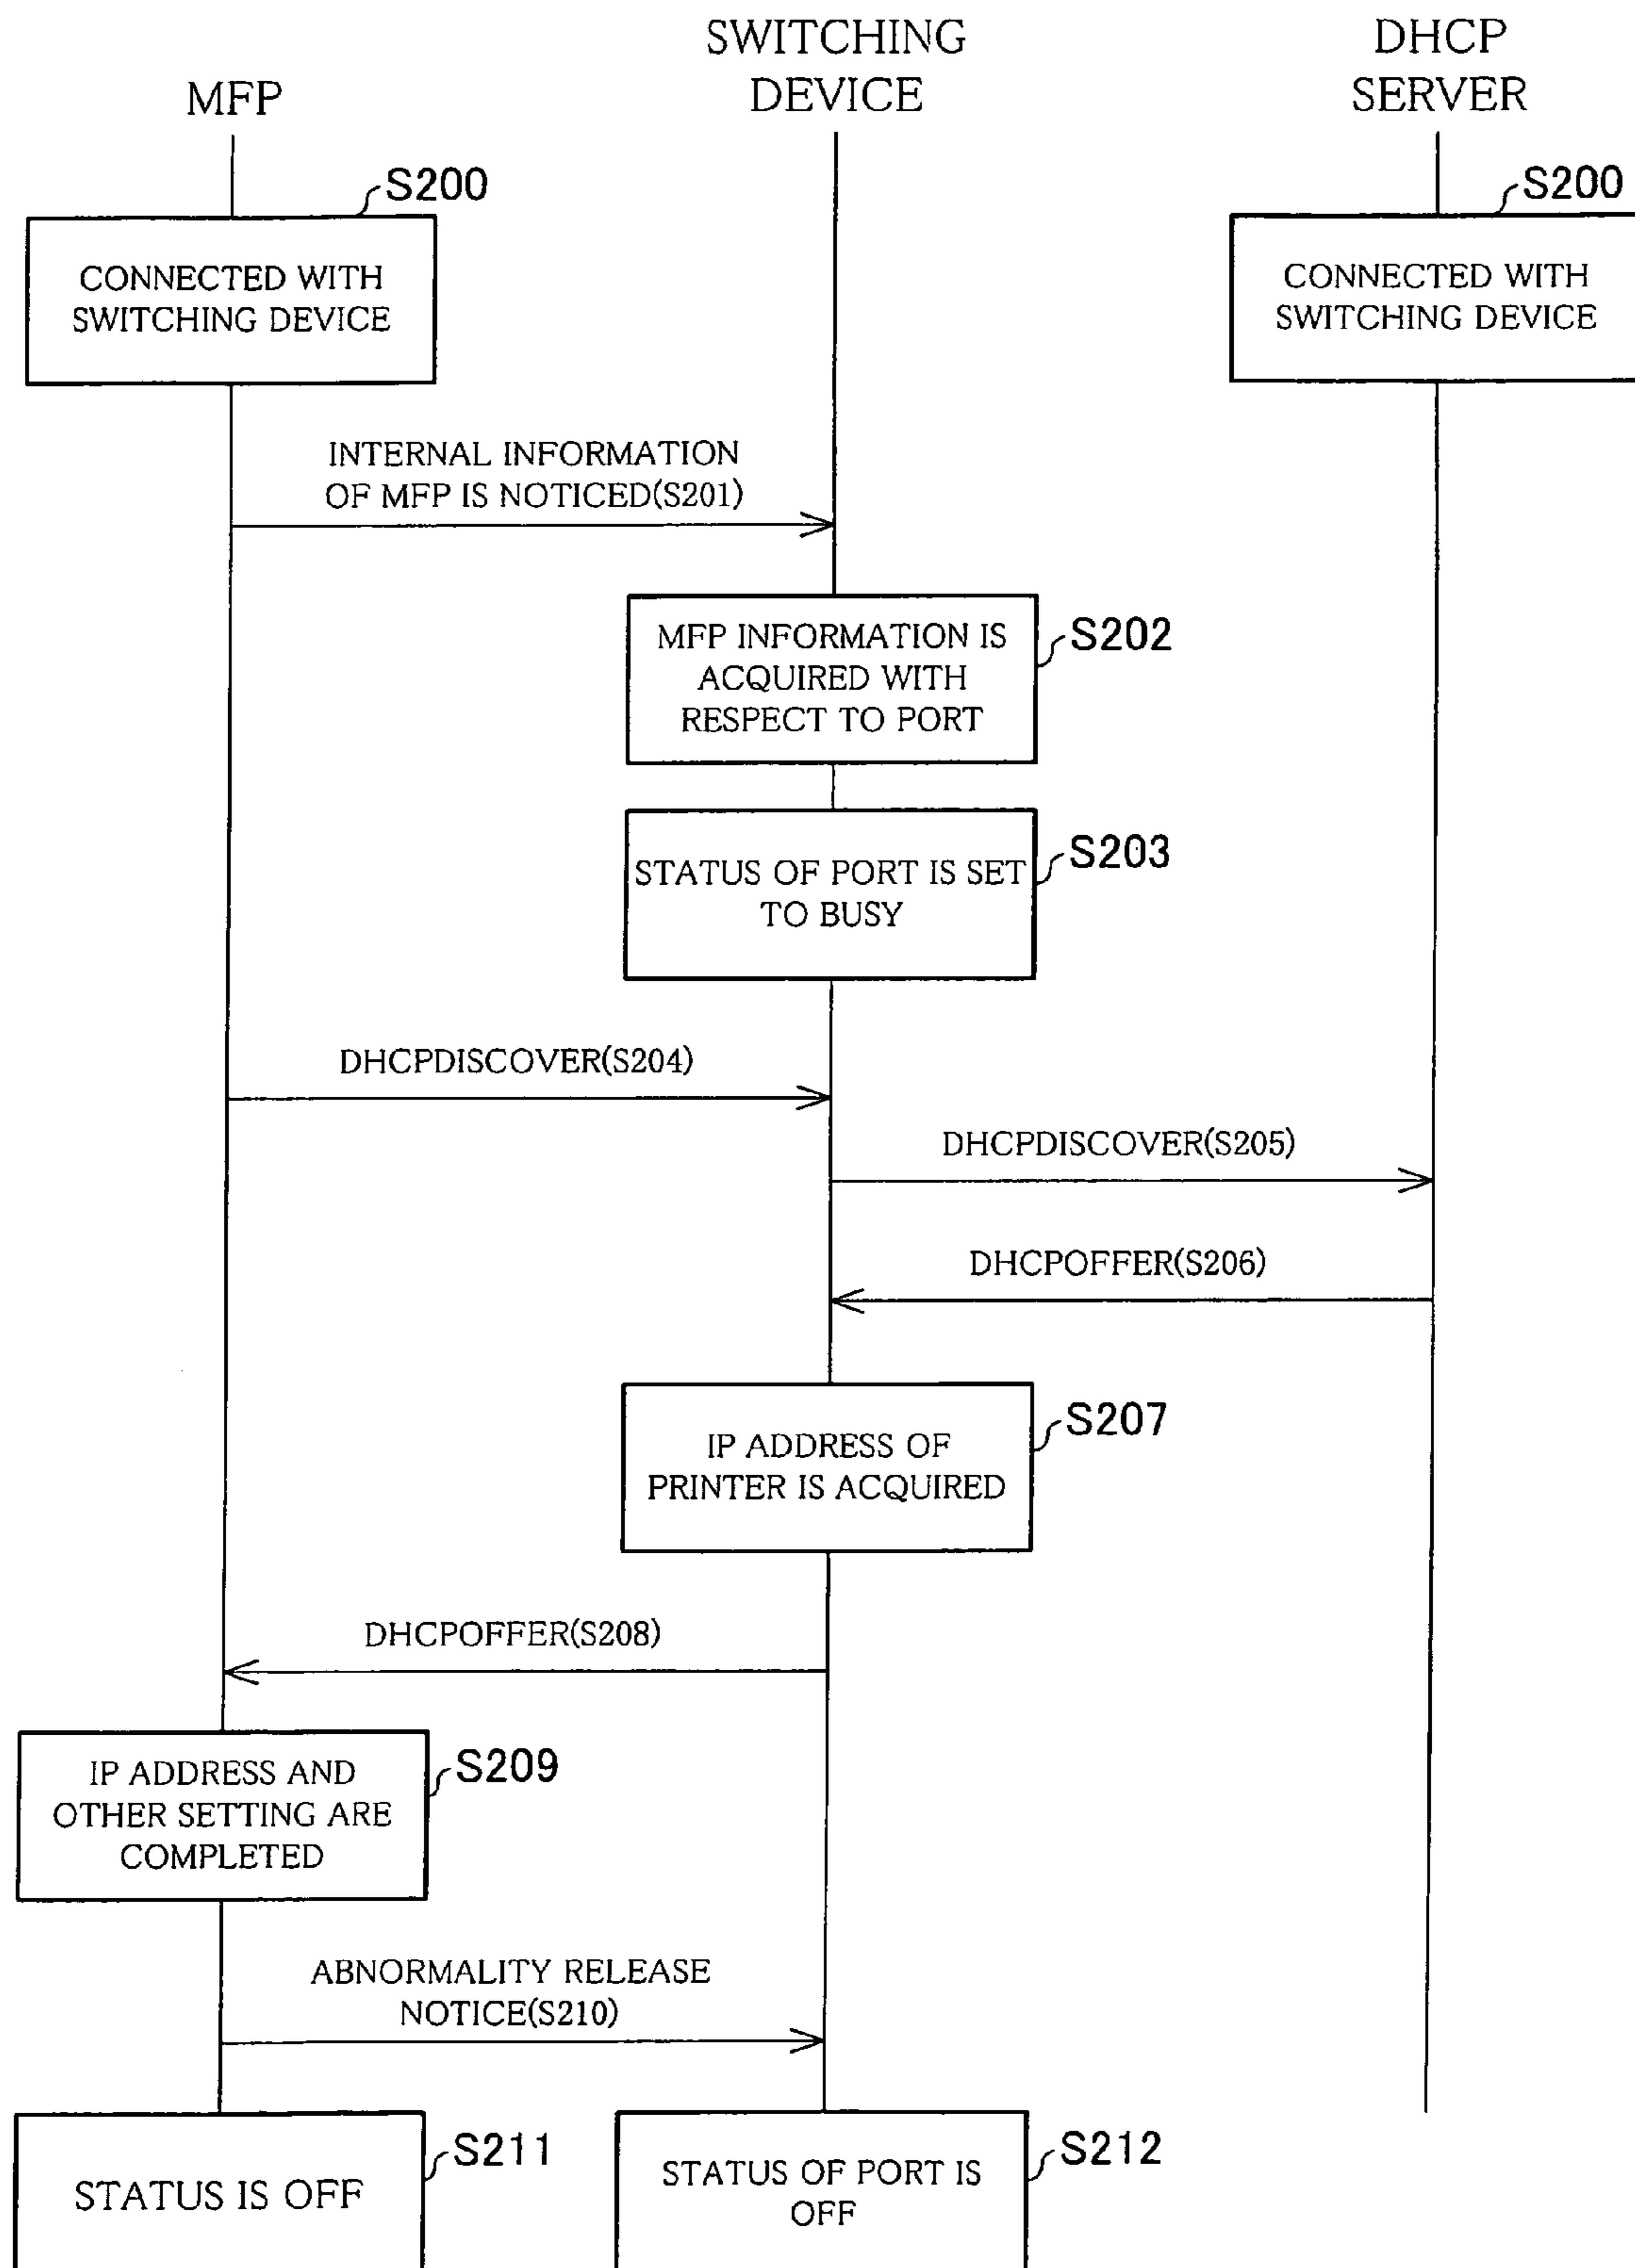 SWITCHING
DEVICE
DHCP
SERVER
MFP
S200
S200
CONNECTED WITH
SWITCHING DEVICE
CONNECTED WITH
SWITCHING DEVICE
INTERNAL INFORMATION
OF MFP IS NOTICED(S201)
MFP INFORMATION IS
ACQUIRED WITH
RESPECT TO PORT
S202
STATUS OF PORT IS SET
TO BUSY
S203
DHCPDISCOVER(S204)
DHCPDISCOVER(S205)
DHCPOFFER(S206)
IP ADDRESS OF
PRINTER IS ACQUIRED
S207
DHCPOFFER(S208)
IP ADDRESS AND
OTHER SETTING ARE
COMPLETED
S209
ABNORMALITY RELEASE
NOTICE(S210)
STATUS IS OFF
S211
STATUS OF PORT IS
OFF
S212